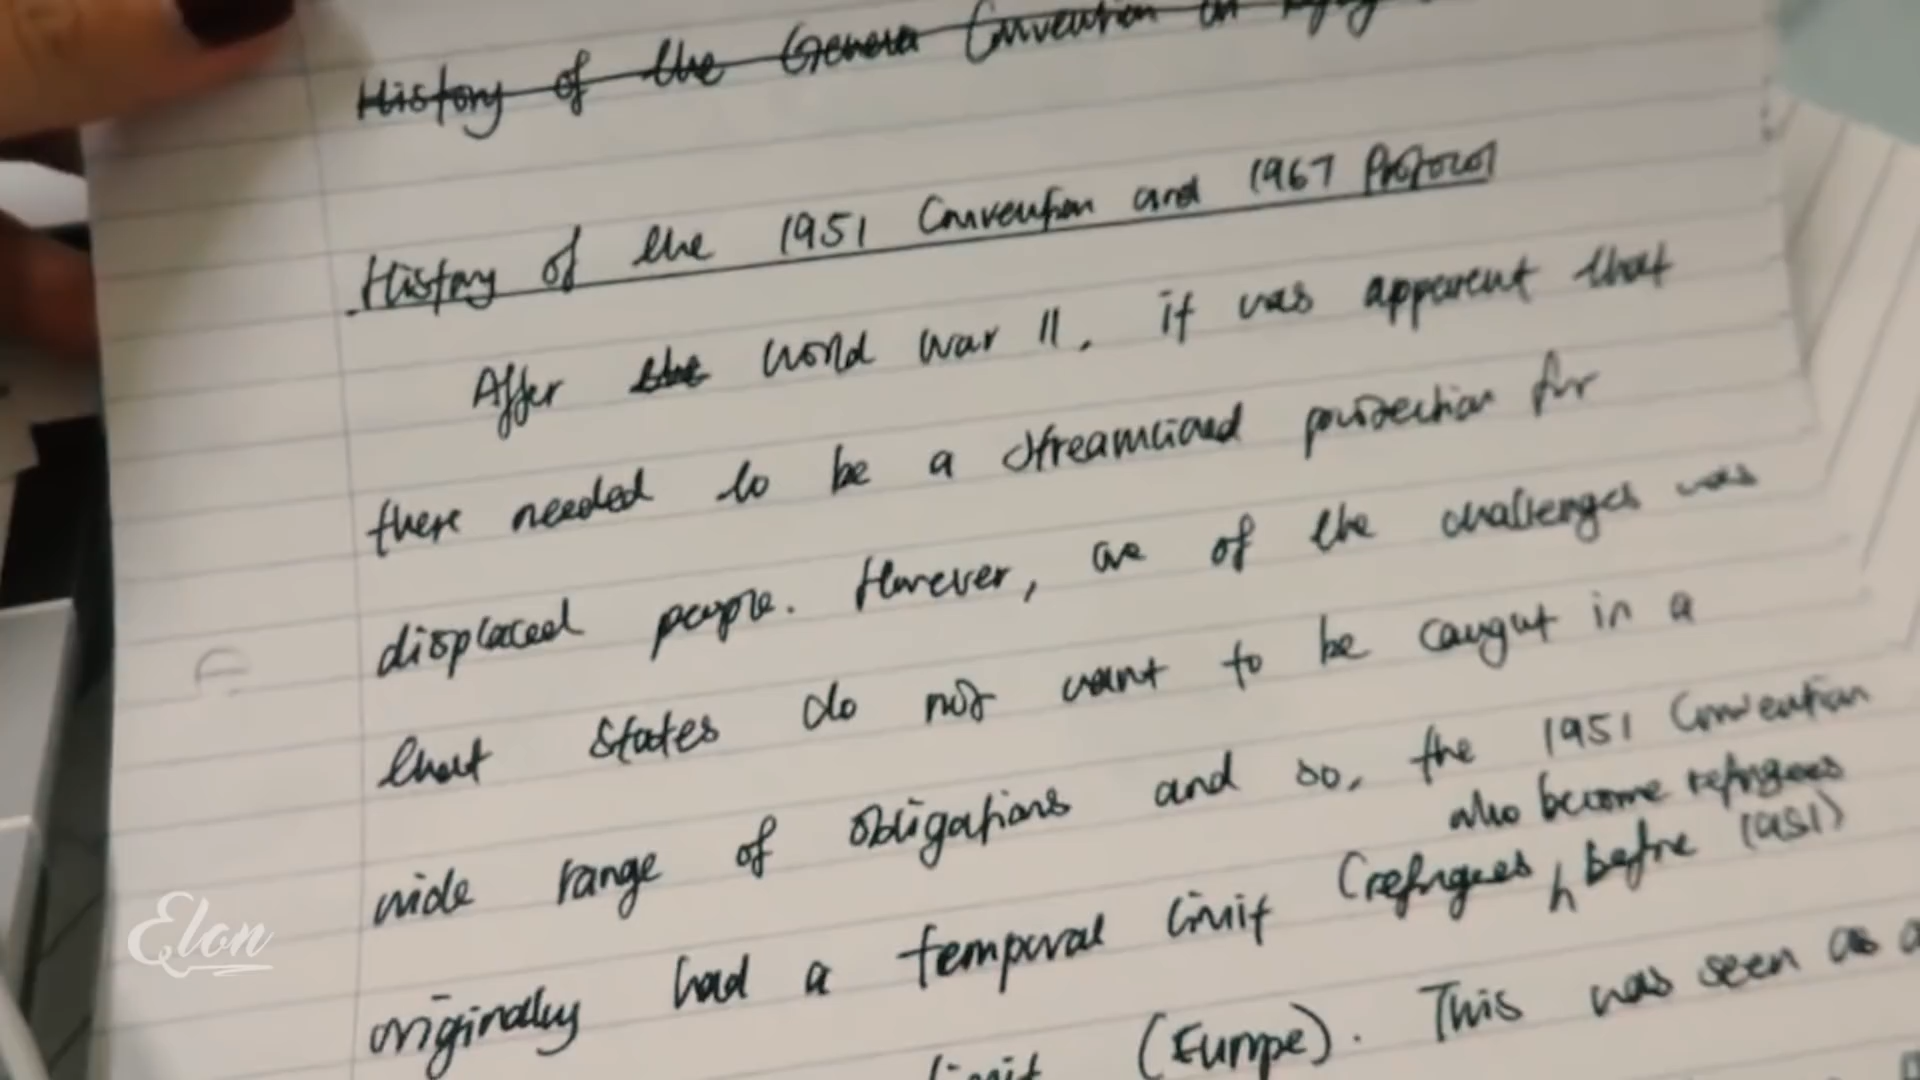 History of the Geneva Convention on
History of the 1951 Convention and 1967 Protocol
After the World War II, it was apparent that
there needed to be a streamlined protection for
displaced people. However, one of the challenges was
that States do not want to be caught in a
wide range of obligations and so, the 1951 Convention
who become refugees
originally had a temporal limit (refugees before 1951)
limit (Europe). This was seen as a
Elon